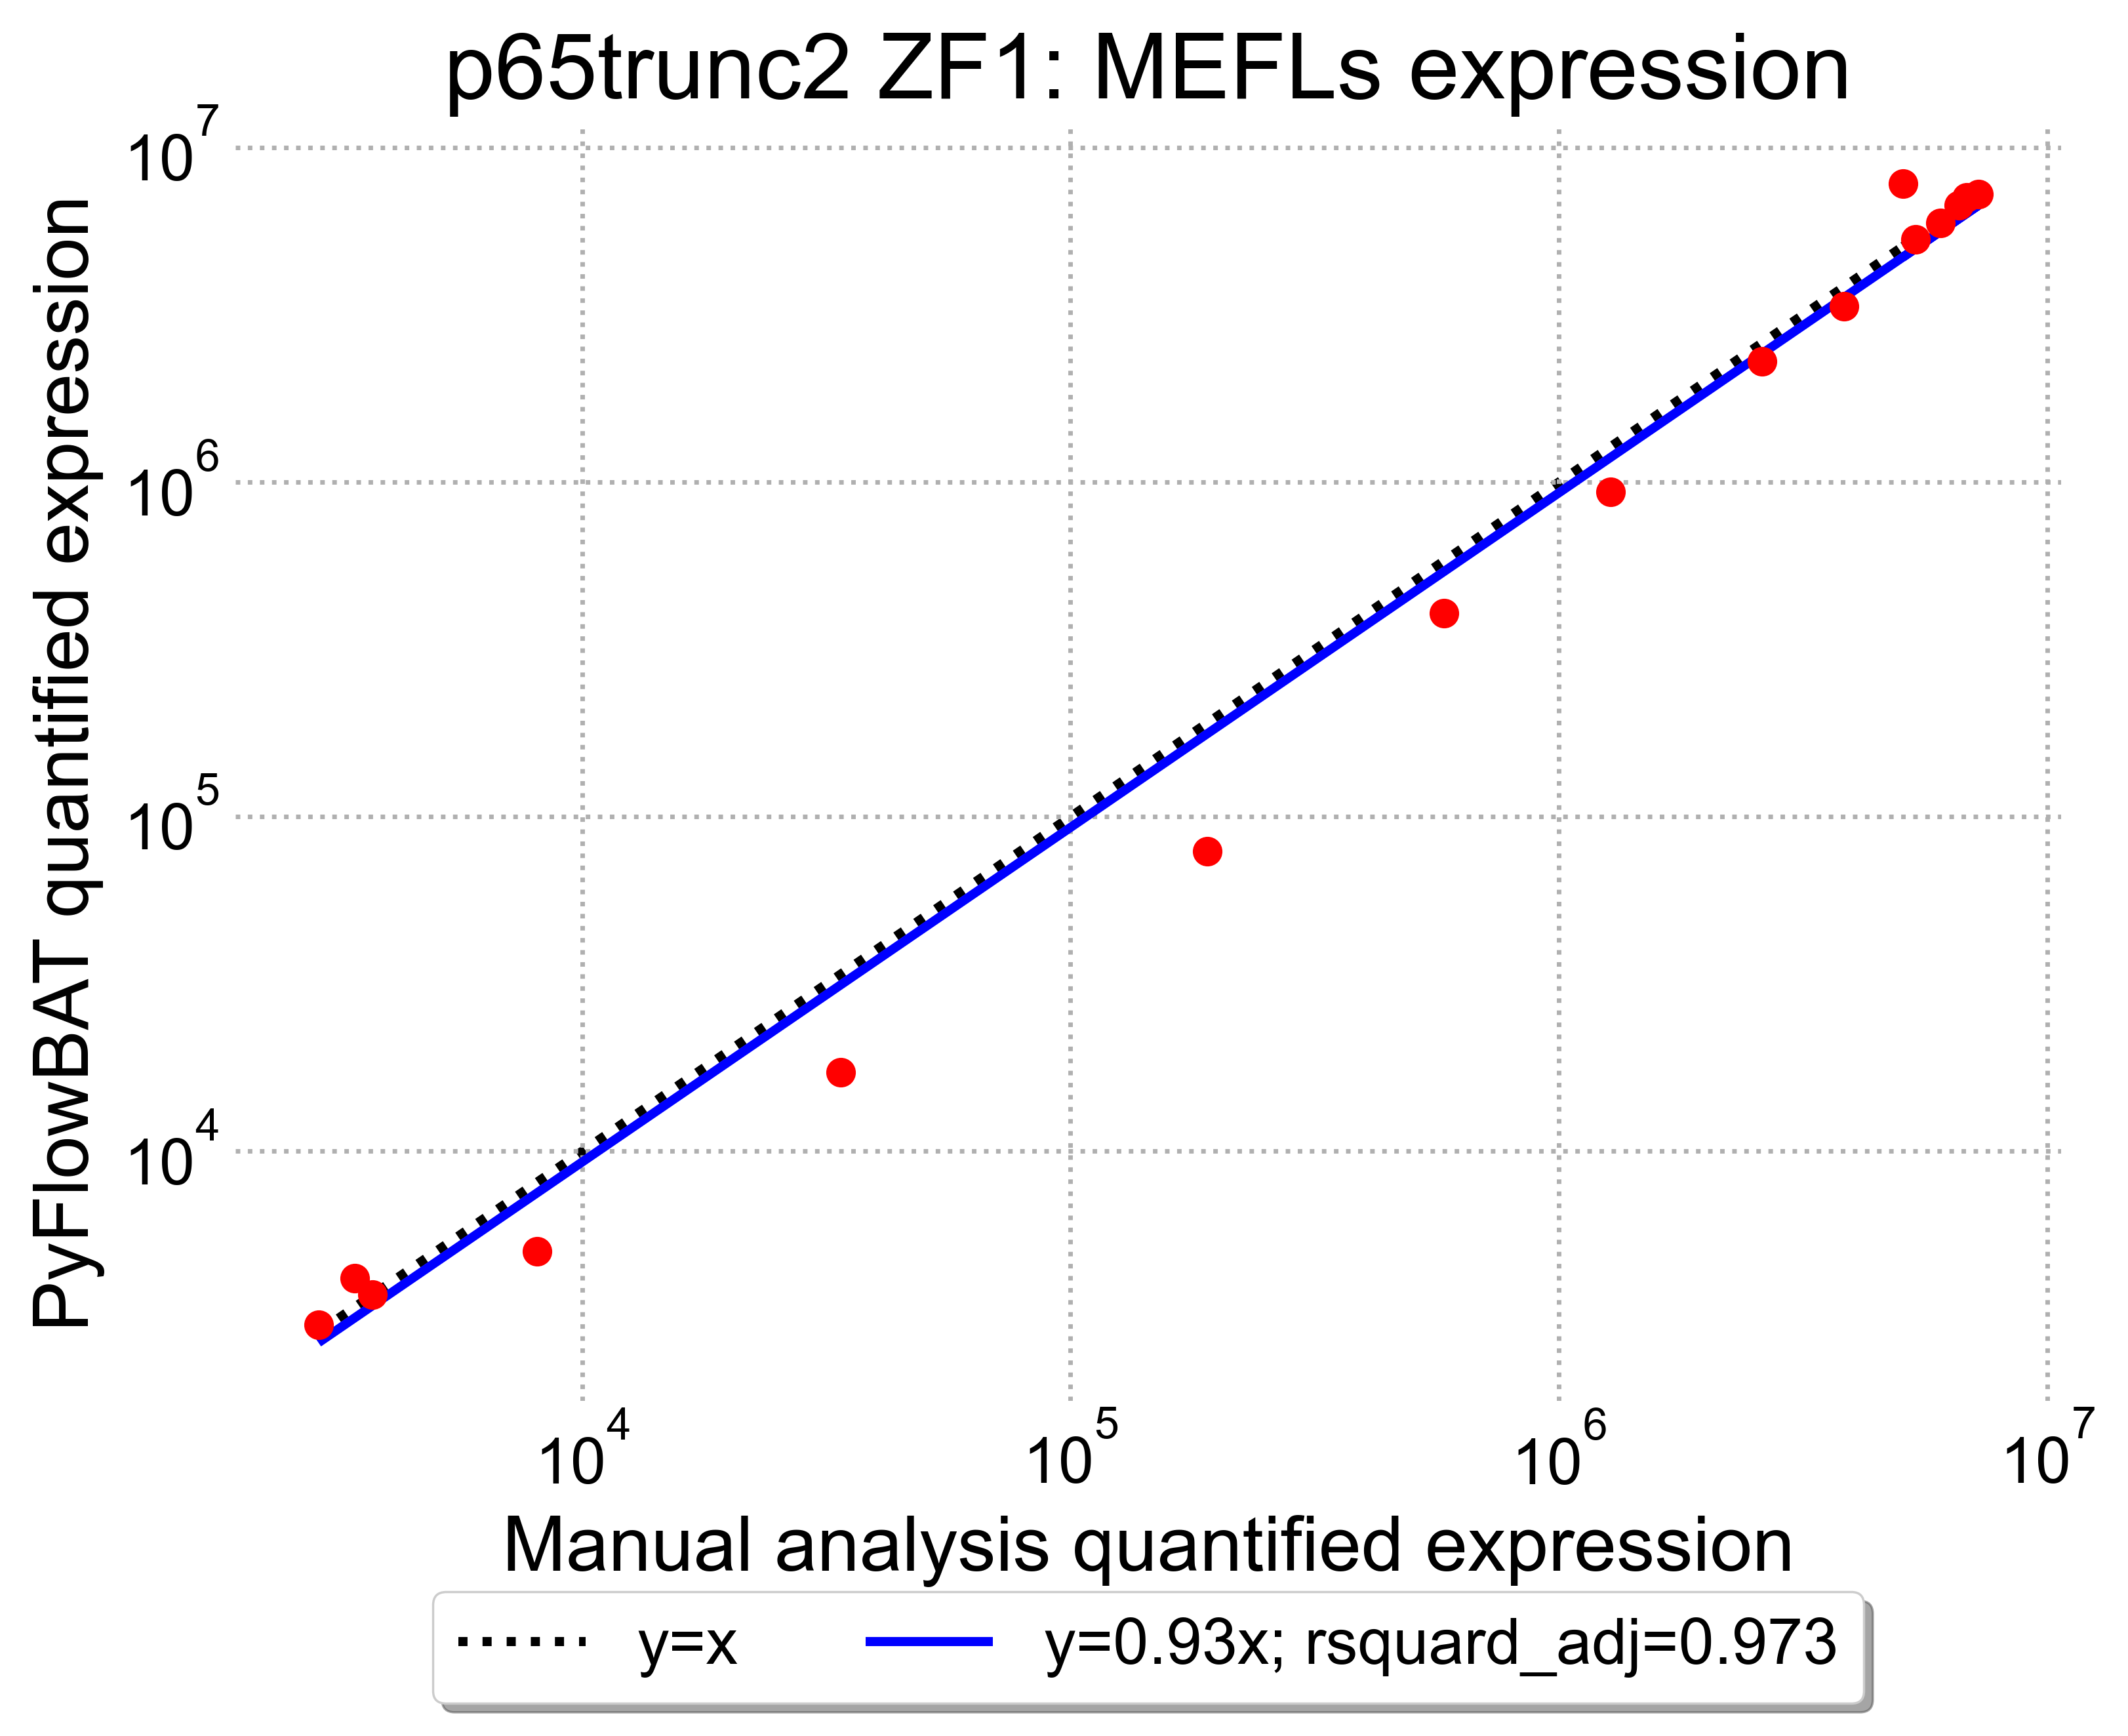 p65trunc2 ZF1: MEFLs expression
PyFlowBAT quantified expression
10^7
10^6
10^5
10^4
10^4 10^5 10^6 10^7
Manual analysis quantified expression
y=x y=0.93x; rsquard_adj=0.973